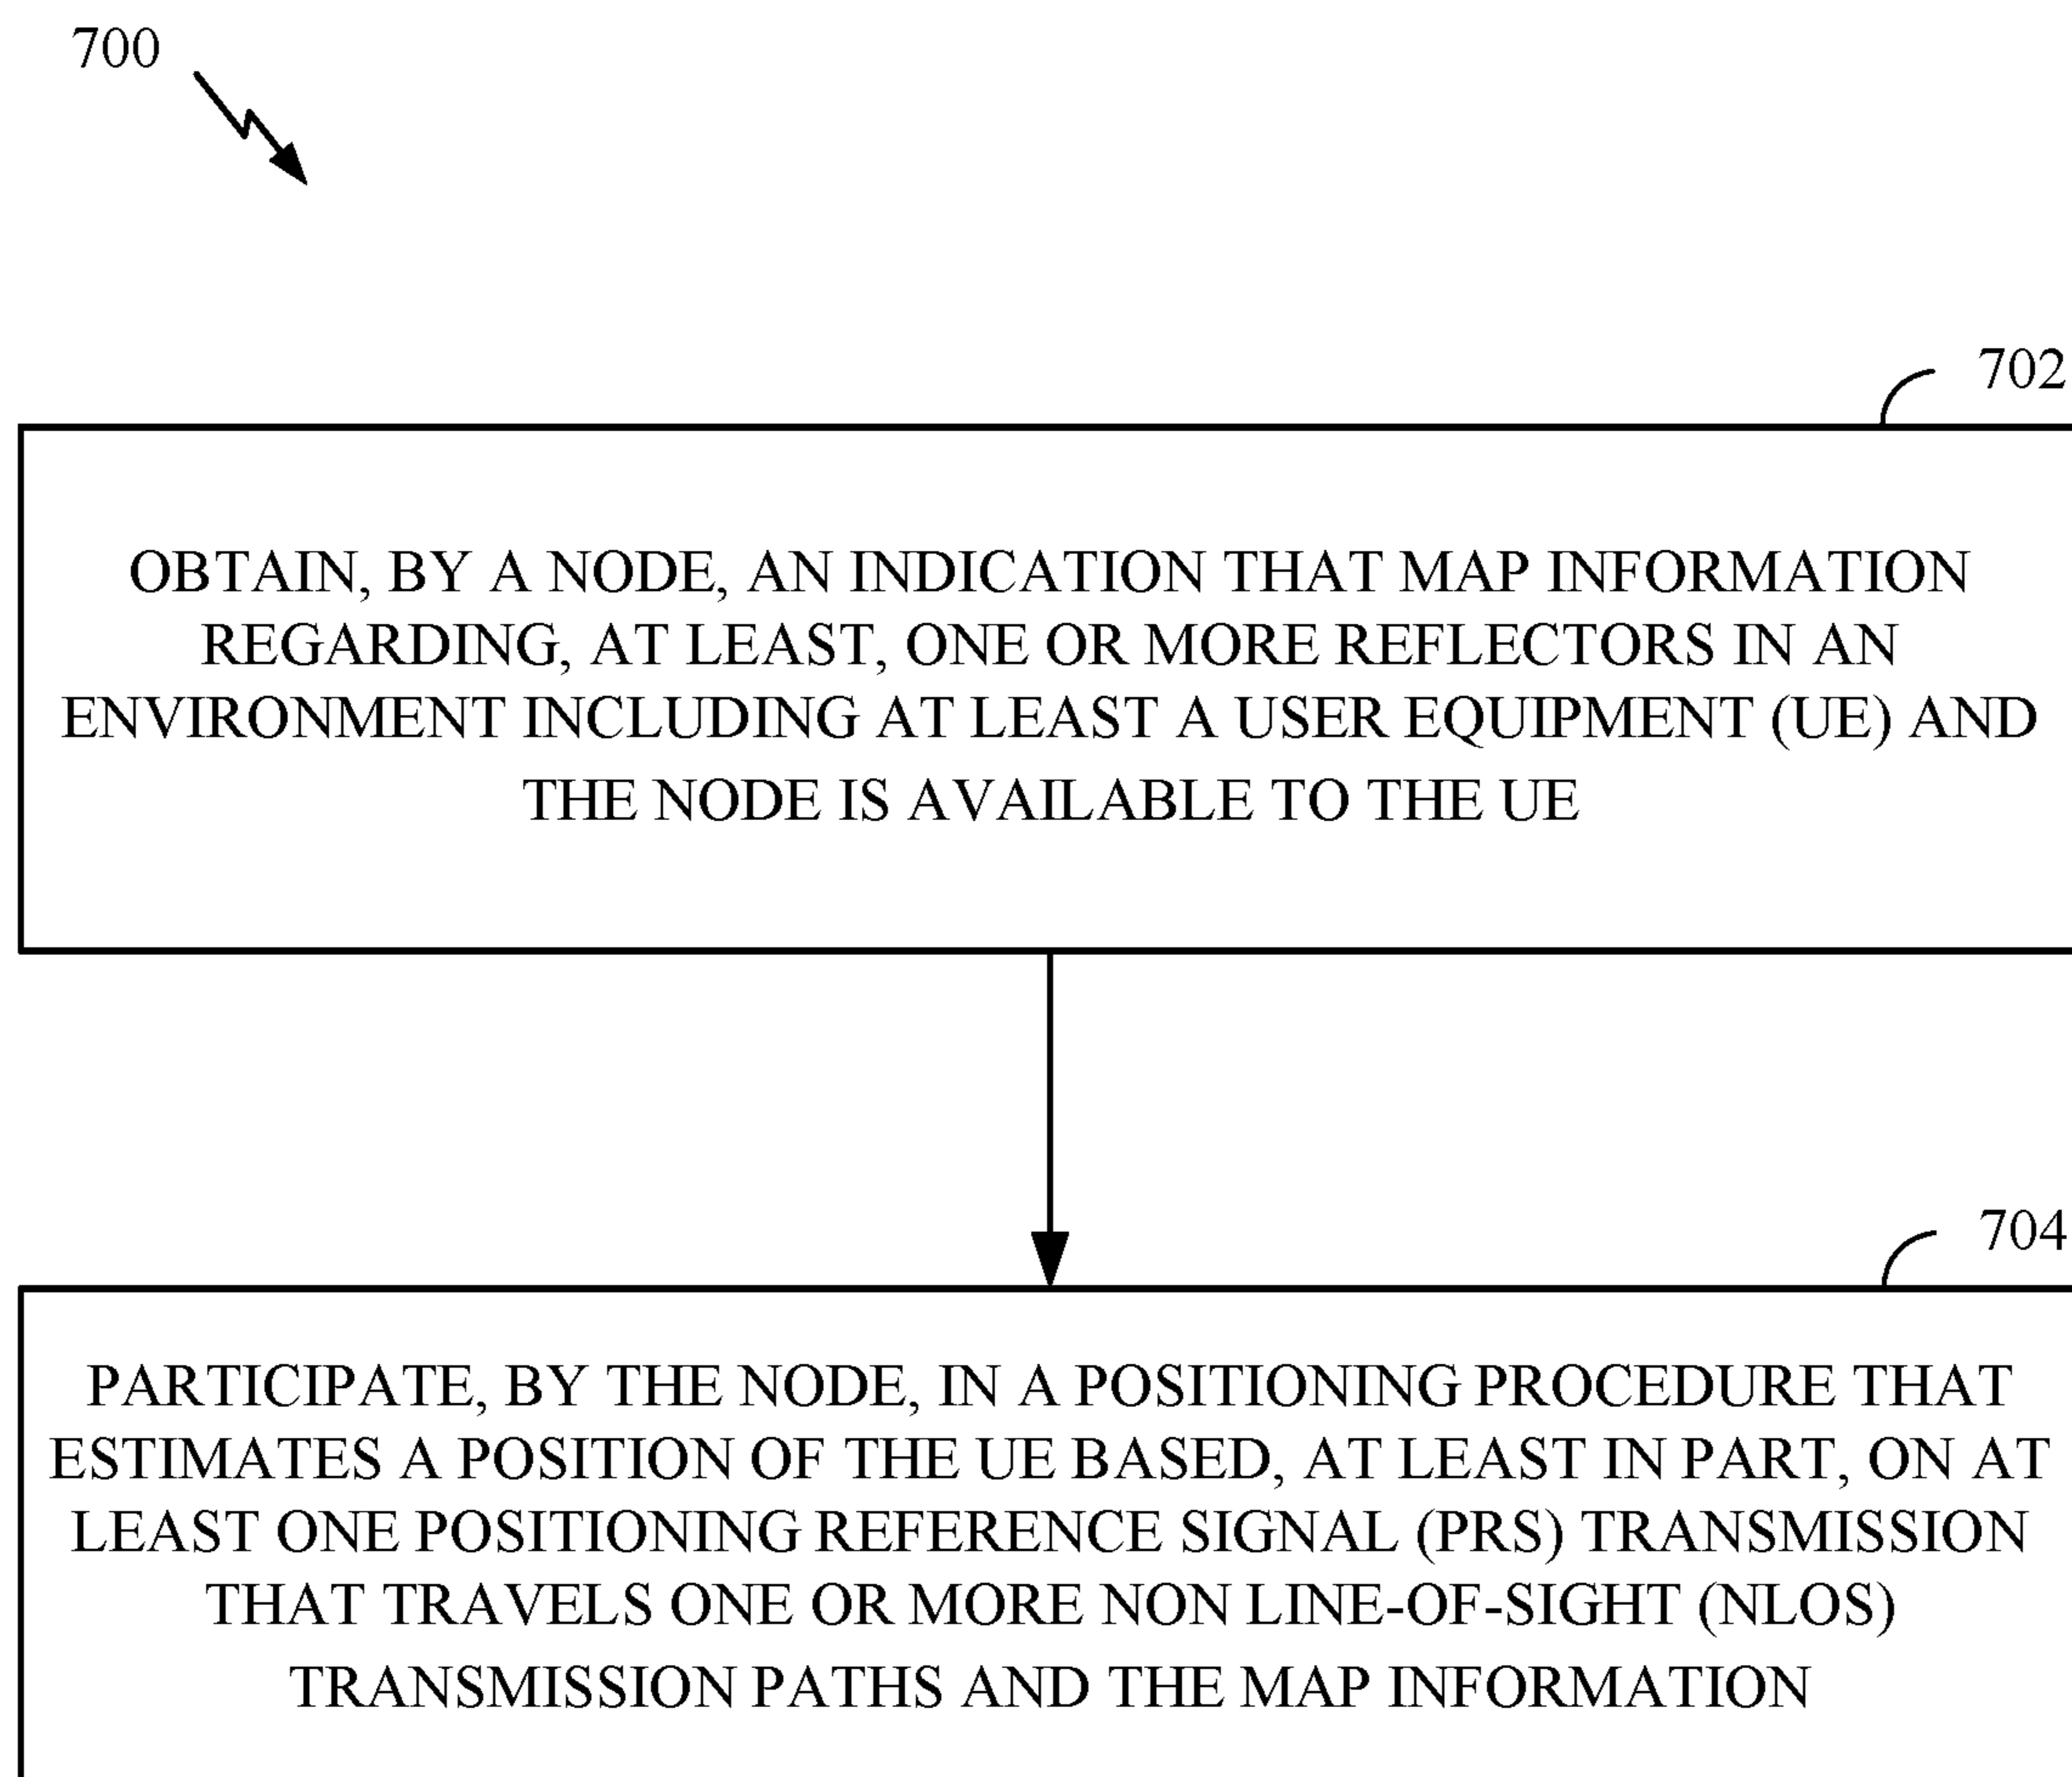 700
702
OBTAIN, BY A NODE, AN INDICATION THAT MAP INFORMATION
REGARDING, AT LEAST, ONE OR MORE REFLECTORS IN AN
ENVIRONMENT INCLUDING AT LEAST A USER EQUIPMENT (UE) AND
THE NODE IS AVAILABLE TO THE UE
704
PARTICIPATE, BY THE NODE, IN A POSITIONING PROCEDURE THAT
ESTIMATES A POSITION OF THE UE BASED, AT LEAST IN PART, ON AT
LEAST ONE POSITIONING REFERENCE SIGNAL (PRS) TRANSMISSION
THAT TRAVELS ONE OR MORE NON LINE-OF-SIGHT (NLOS)
TRANSMISSION PATHS AND THE MAP INFORMATION